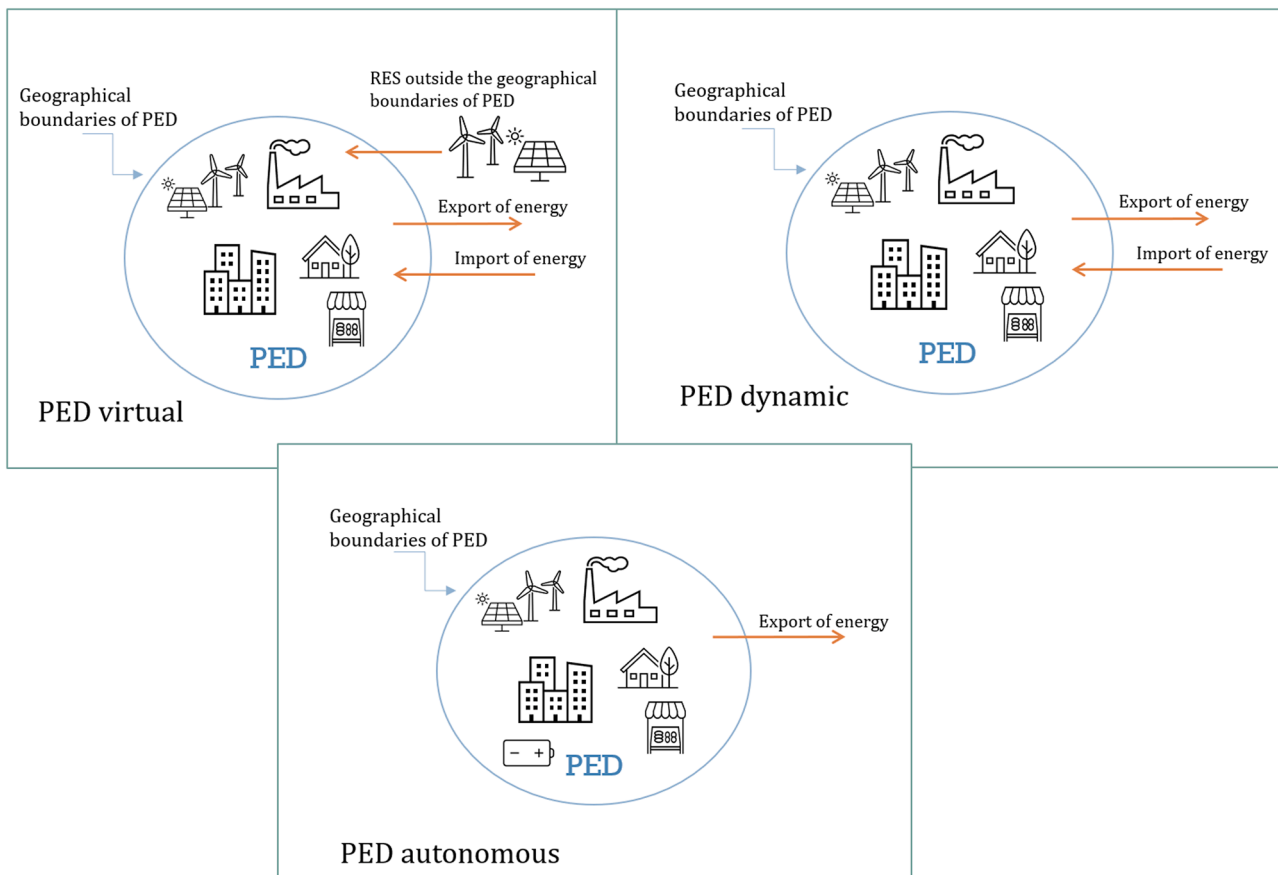 Geographical
boundaries of PED
RES outside the geographical
boundaries of PED
Export of energy
Import of energy
PED
PED virtual
Geographical
boundaries of PED
Export of energy
Import of energy
PED
PED dynamic
Geographical
boundaries of PED
Export of energy
- +
PED
PED autonomous